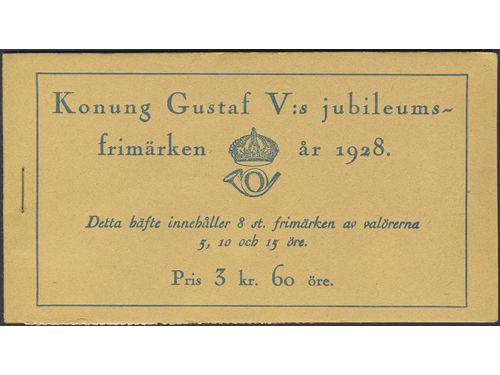 Konung Gustaf V:s jubileums-
frimärken år 1928.
Detta häfte innehåller 8 st. frimärken av valörerna
5, 10 och 15 öre.
Pris 3 kr. 60 öre.